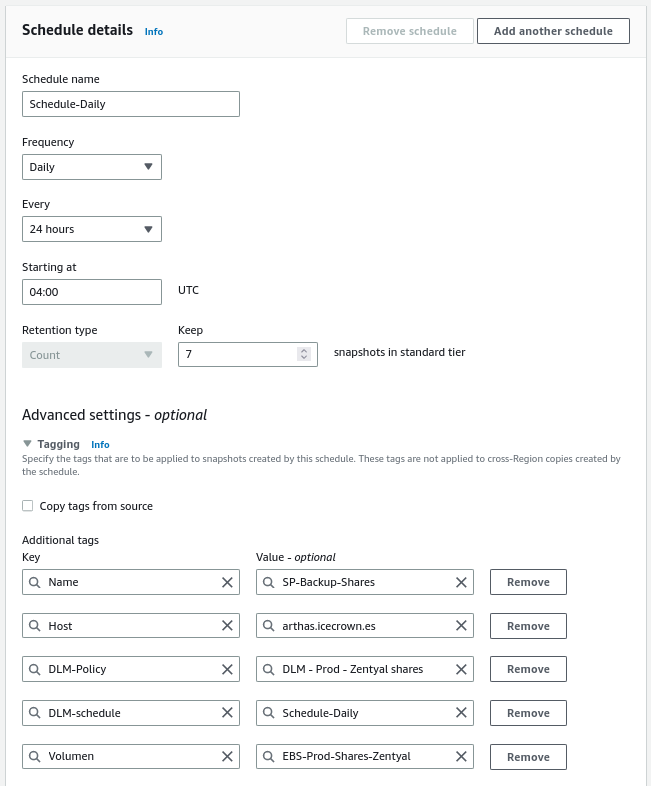 Schedule details Info Remove schedule Add another schedule
Schedule name
Schedule-Daily
Frequency
Daily
Every
24 hours
Starting at
04:00 UTC
Retention type Keep
Count 7 snapshots in standard tier
Advanced settings - optional
Tagging Info
Specify the tags that are to be applied to snapshots created by this schedule. These tags are not applied to cross-Region copies created by
the schedule.
Copy tags from source
Additional tags
Key Value - optional
Name SP-Backup-Shares Remove
Host arthas.icecrown.es Remove
DLM-Policy DLM - Prod - Zentyal shares Remove
DLM-schedule Schedule-Daily Remove
Volumen EBS-Prod-Shares-Zentyal Remove